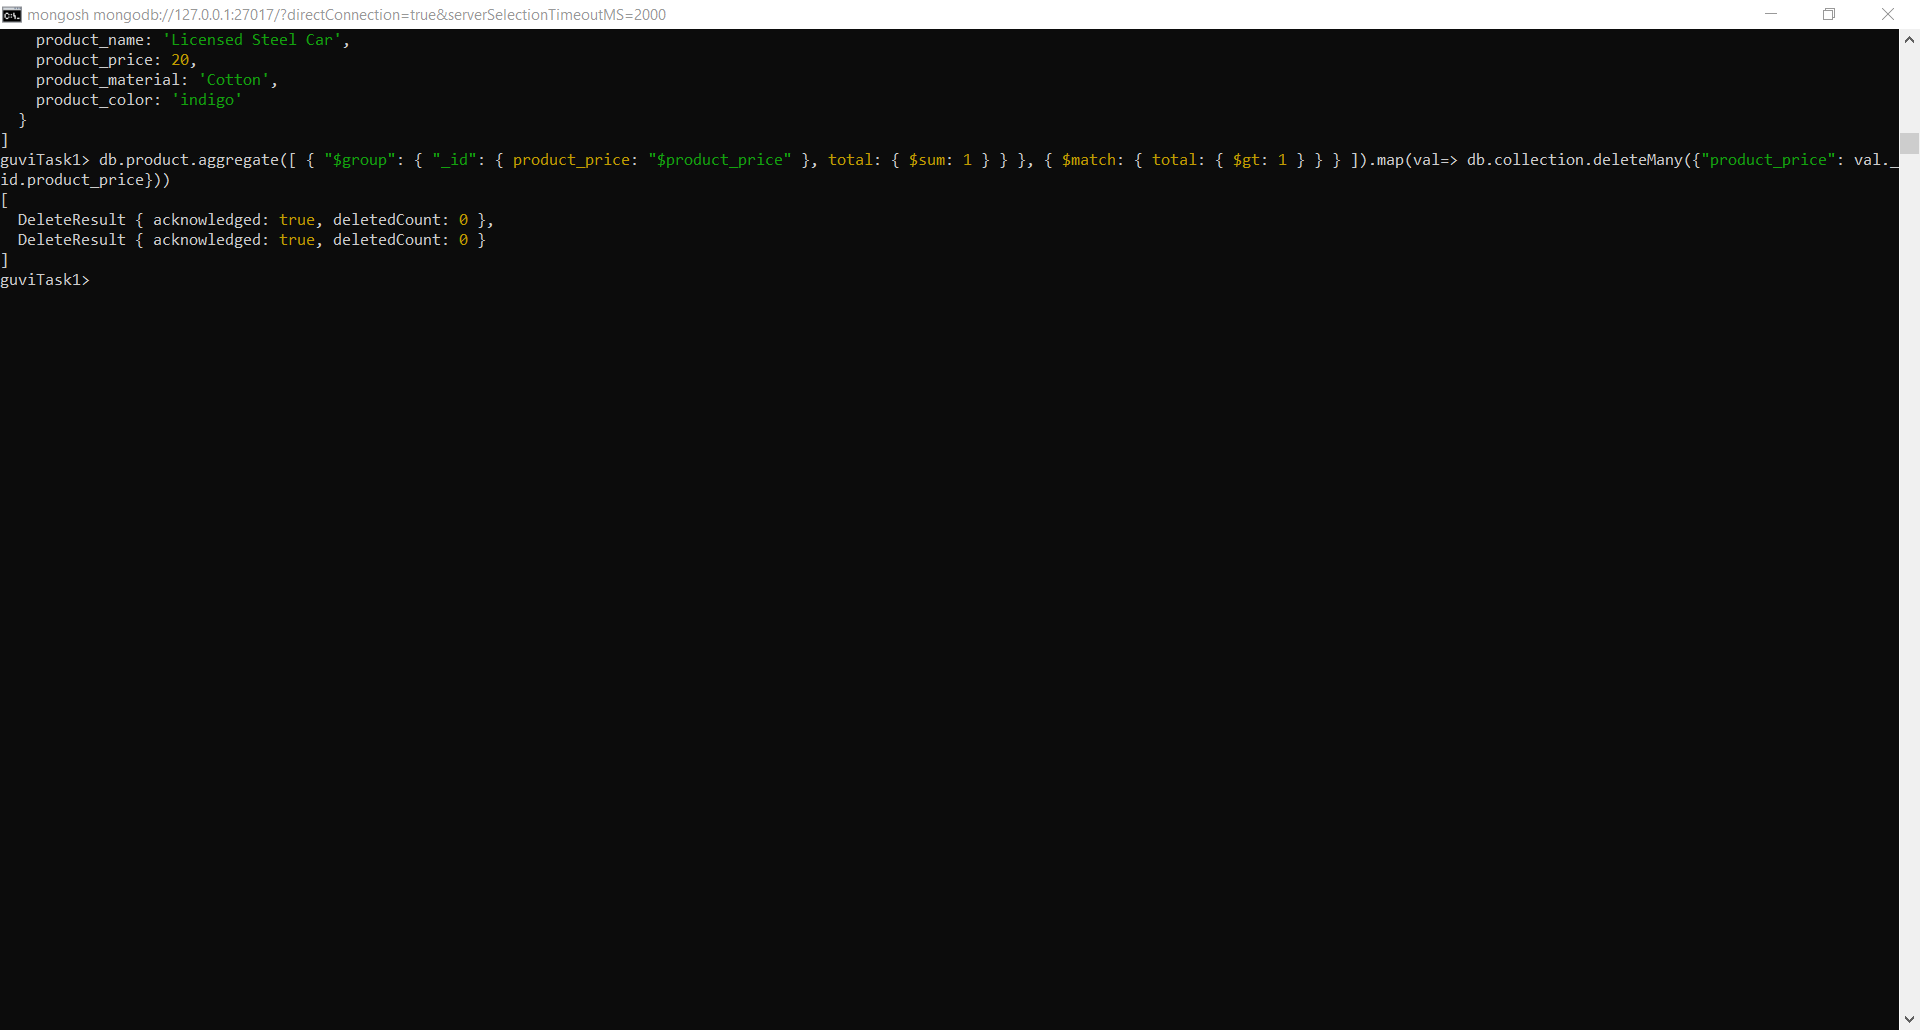 mongosh mongodb://127.0.0.1:27017/?directConnection=true&serverSelectionTimeoutMS=2000
    product_name: 'Licensed Steel Car',
    product_price: 20,
    product_material: 'Cotton',
    product_color: 'indigo'
  }
]
guviTask1> db.product.aggregate([ { "$group": { "_id": { product_price: "$product_price" }, total: { $sum: 1 } } }, { $match: { total: { $gt: 1 } } } ]).map(val=> db.collection.deleteMany({"product_price": val._
id.product_price}))
[
  DeleteResult { acknowledged: true, deletedCount: 0 },
  DeleteResult { acknowledged: true, deletedCount: 0 }
]
guviTask1>